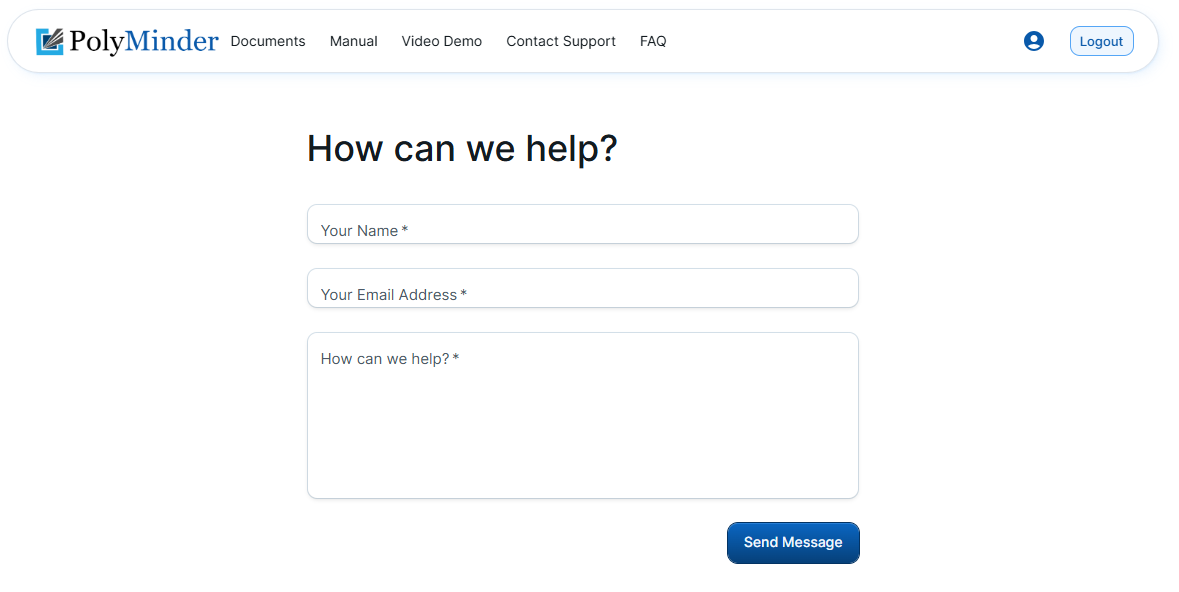 PolyMinder Documents Manual Video Demo Contact Support FAQ Logout
How can we help?
Your Name *
Your Email Address *
How can we help? *
Send Message